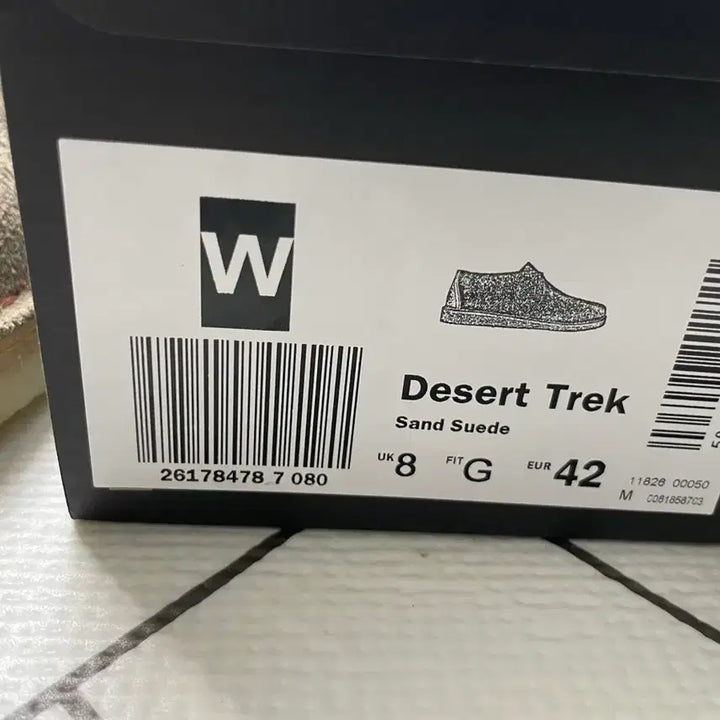 W
26178478 7 080
Desert Trek
Sand Suede
UK 8 FIT G EUR 42
11826 00050
M C081858703